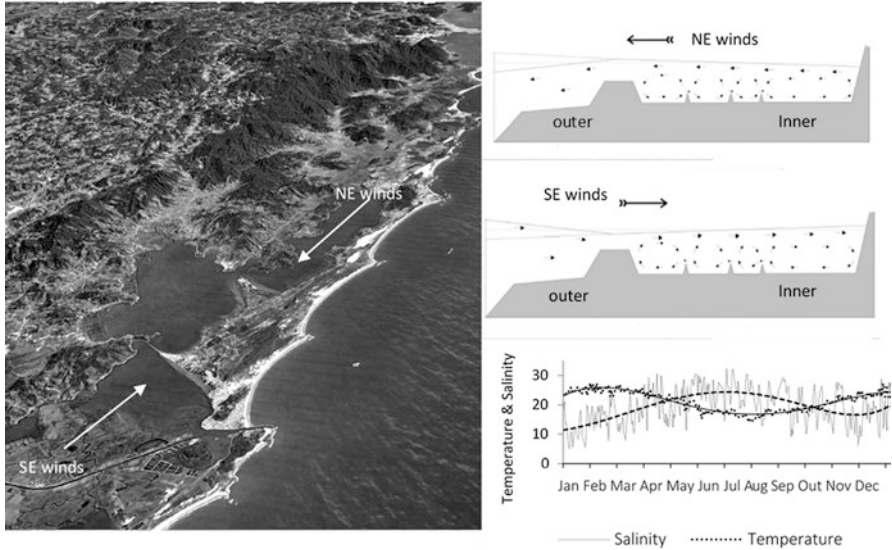 NE winds
SE winds
NE winds
outer
Inner
SE winds
outer
Inner
Temperature & Salinity
30
20
10
0
Jan Feb Mar Apr May Jun Jul Aug Sep Out Nov Dec
Salinity
Temperature